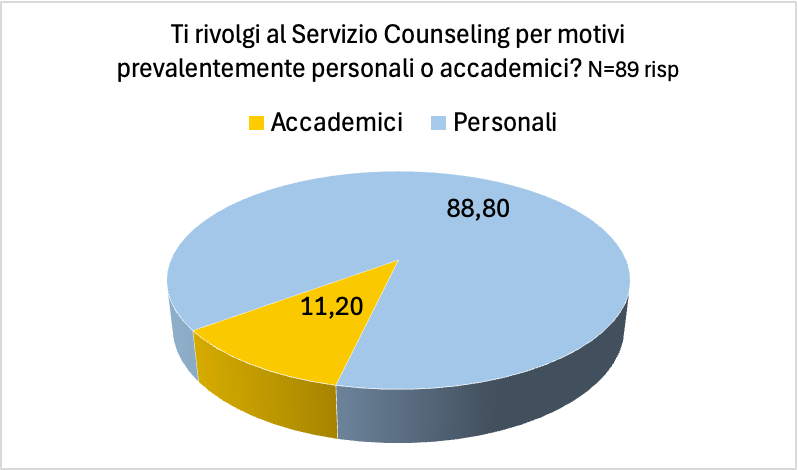 Ti rivolgi al Servizio Counseling per motivi
prevalentemente personali o accademici? N=89 risp
Accademici Personali
88,80
11,20